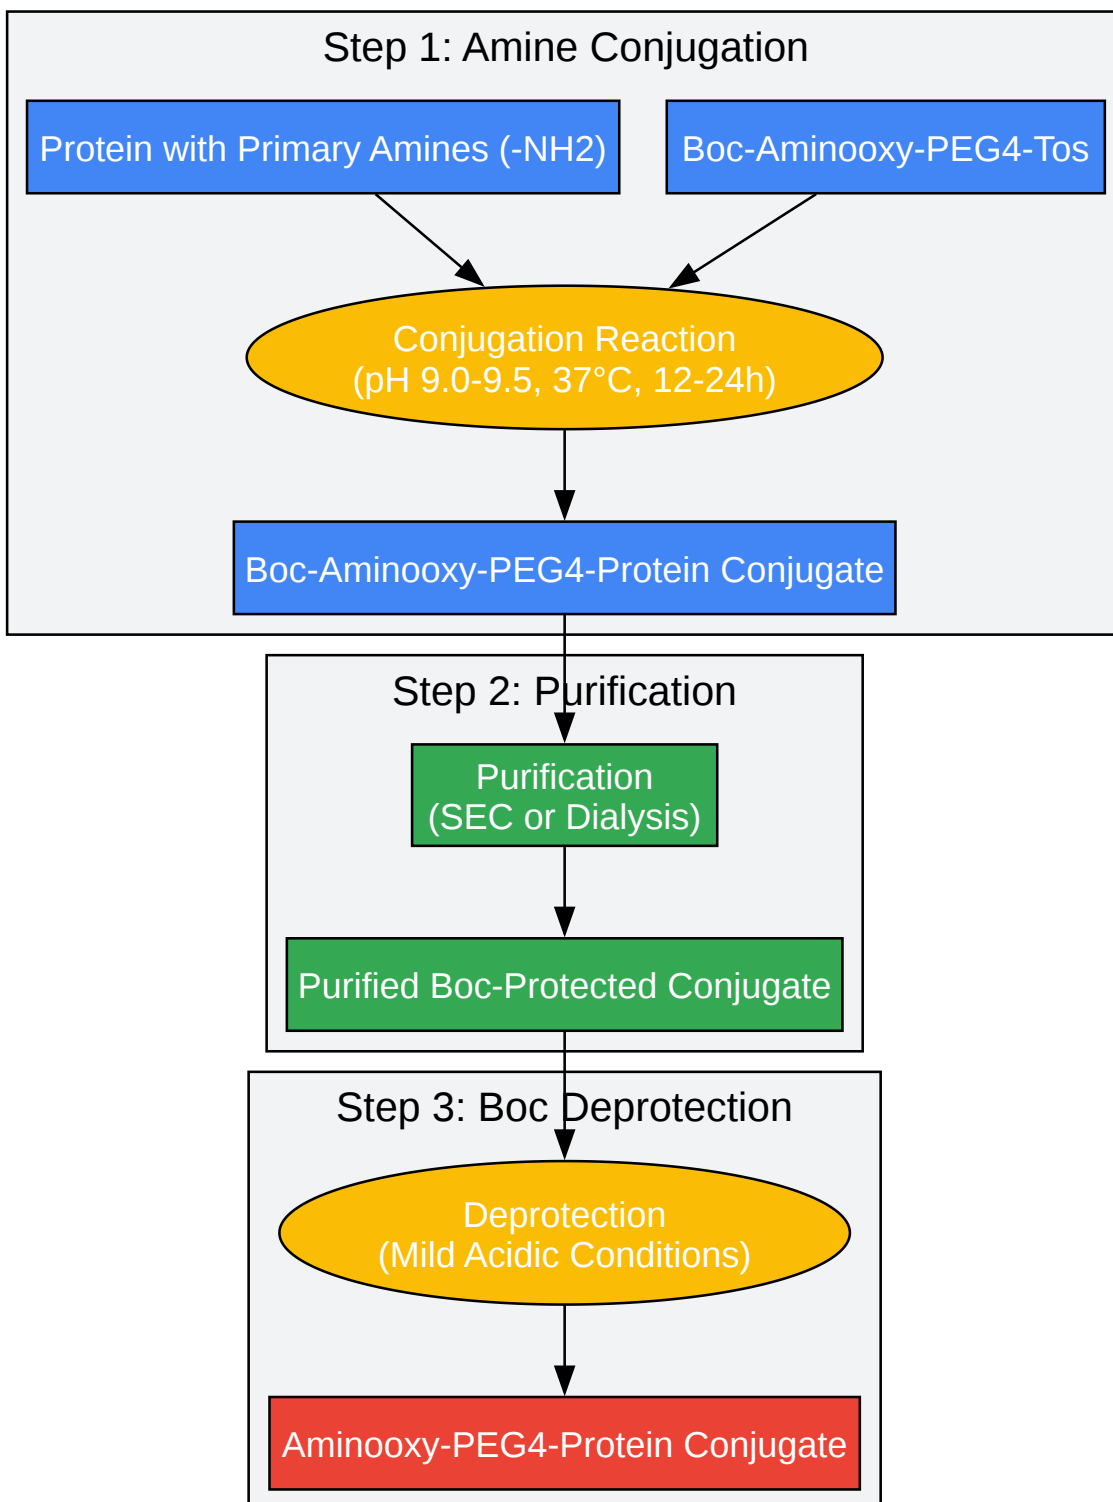 Step 1: Amine Conjugation
Protein with Primary Amines (-NH2)
Boc-Aminooxy-PEG4-Tos
Conjugation Reaction
(pH 9.0-9.5, 37°C, 12-24h)
Boc-Aminooxy-PEG4-Protein Conjugate
Step 2: Purification
Purification
(SEC or Dialysis)
Purified Boc-Protected Conjugate
Step 3: Boc Deprotection
Deprotection
(Mild Acidic Conditions)
Aminooxy-PEG4-Protein Conjugate